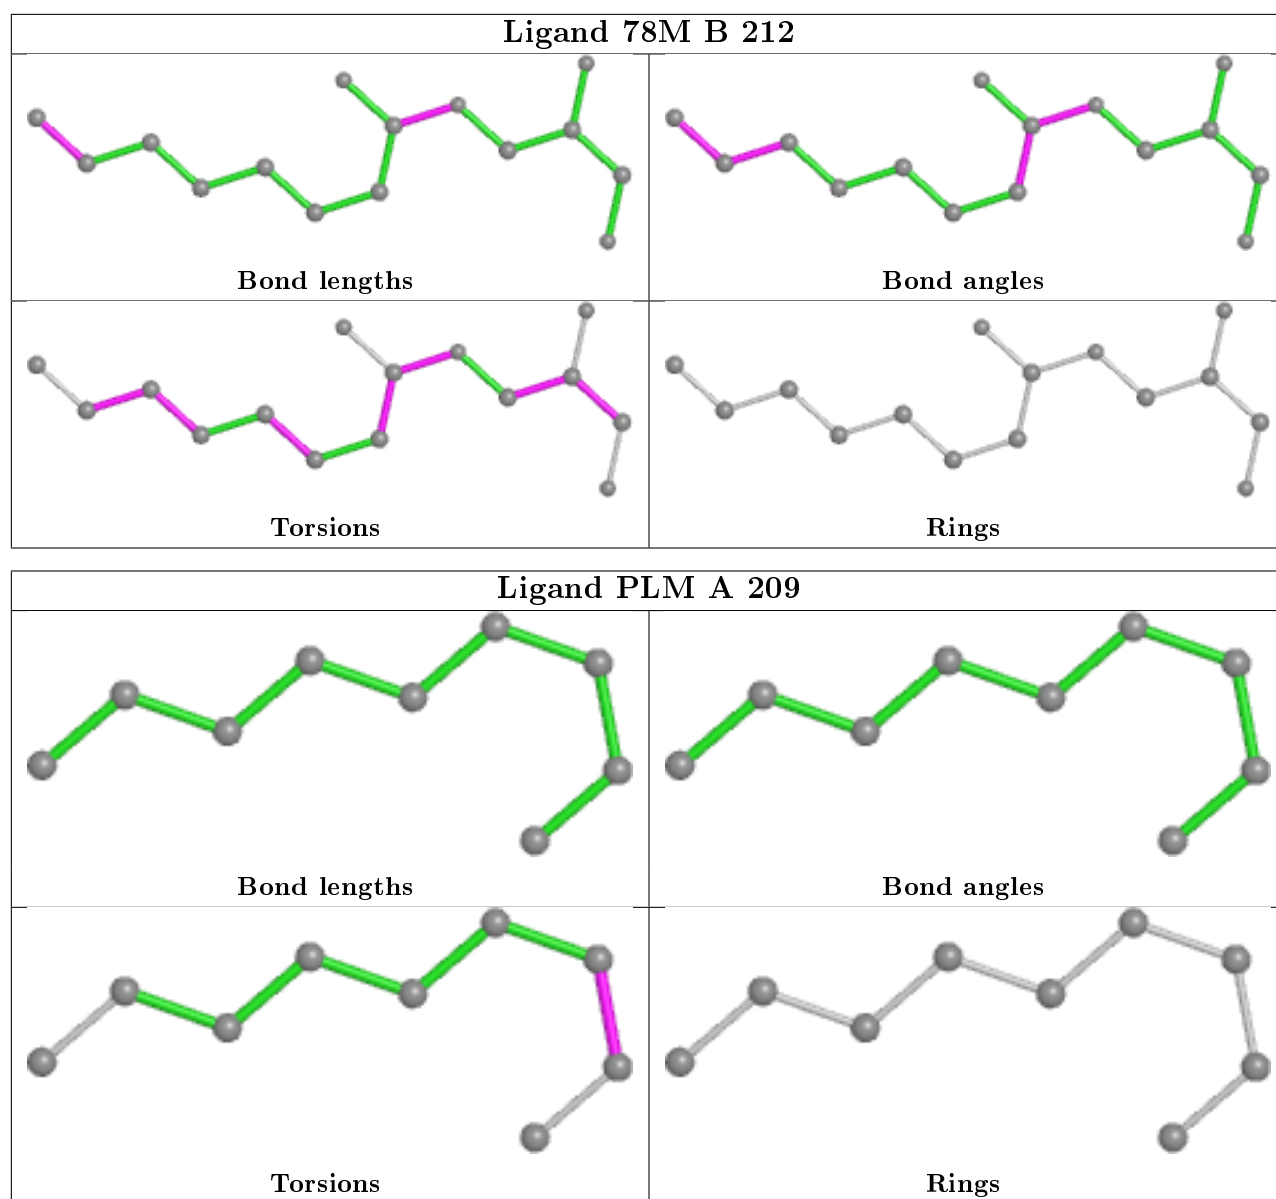 Ligand 78M B 212
Bond lengths
Bond angles
Torsions
Rings
Ligand PLM A 209
Bond lengths
Bond angles
Torsions
Rings